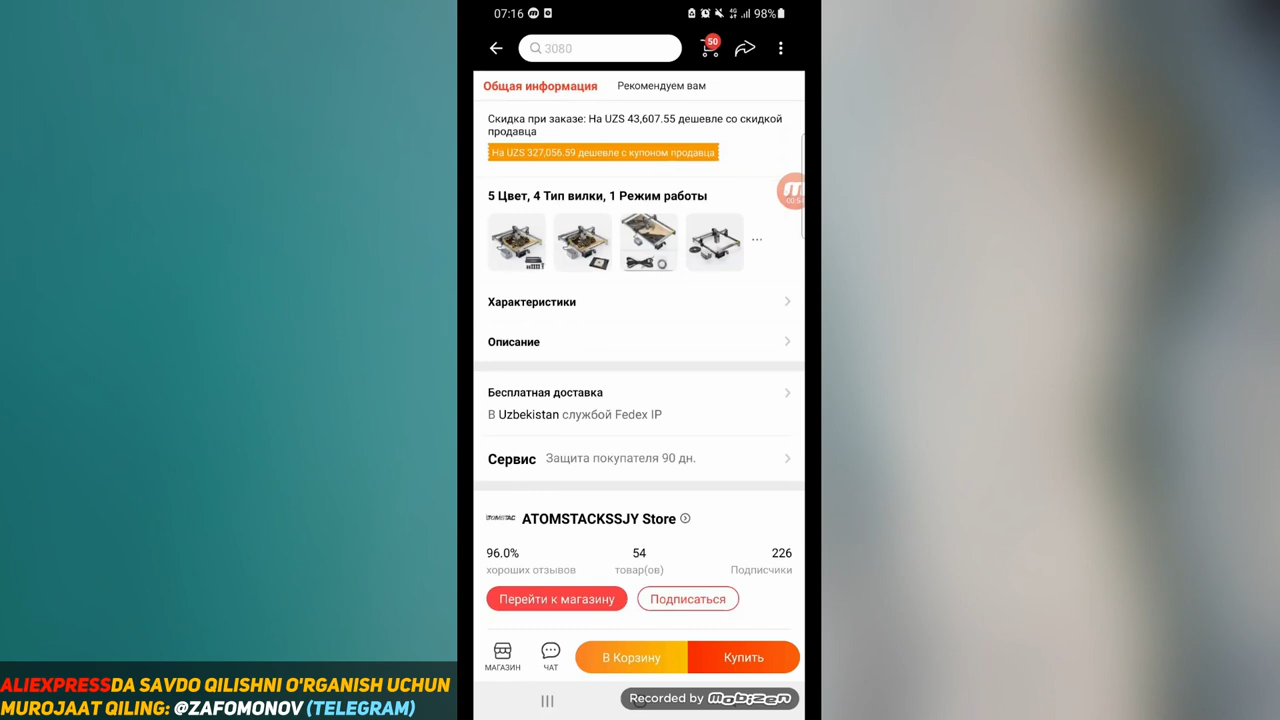 07:16
98%
3080
50
Общая информация
Рекомендуем вам
Скидка при заказе: На UZS 43,607.55 дешевле со скидкой
продавца
На UZS 327,056.59 дешевле с купоном продавца
5 Цвет, 4 Тип вилки, 1 Режим работы
...
Характеристики
Описание
Бесплатная доставка
В Uzbekistan службой Fedex IP
Сервис Защита покупателя 90 дн.
ATOMSTACKSSJY Store
96.0% 54 226
хороших отзывов товар(ов) Подписчики
Перейти к магазину Подписаться
МАГАЗИН ЧАТ В Корзину Купить
Recorded by mobizen
ALIEXPRESSDA SAVDO QILISHNI O'RGANISH UCHUN
MUROJAAT QILING: @ZAFOMONOV (TELEGRAM)